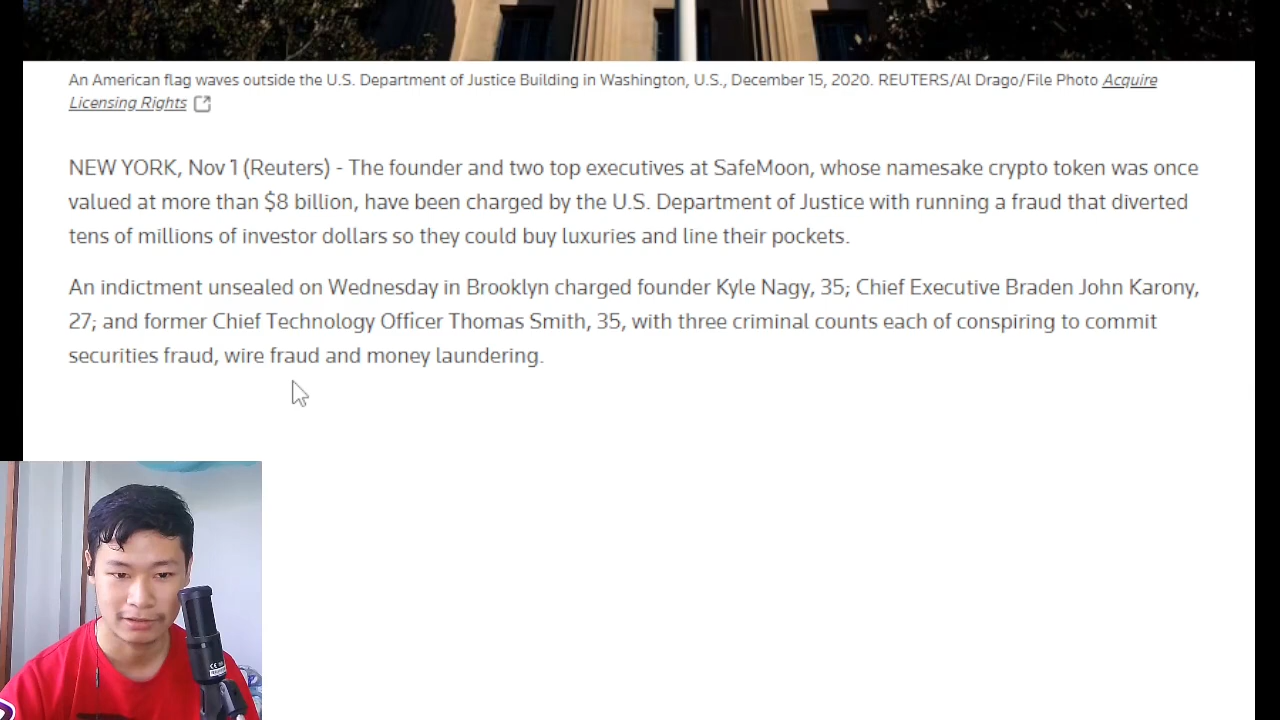 An American flag waves outside the U.S. Department of Justice Building in Washington, U.S., December 15, 2020. REUTERS/Al Drago/File Photo Acquire
Licensing Rights
NEW YORK, Nov 1 (Reuters) - The founder and two top executives at SafeMoon, whose namesake crypto token was once
valued at more than $8 billion, have been charged by the U.S. Department of Justice with running a fraud that diverted
tens of millions of investor dollars so they could buy luxuries and line their pockets.
An indictment unsealed on Wednesday in Brooklyn charged founder Kyle Nagy, 35; Chief Executive Braden John Karony,
27; and former Chief Technology Officer Thomas Smith, 35, with three criminal counts each of conspiring to commit
securities fraud, wire fraud and money laundering.